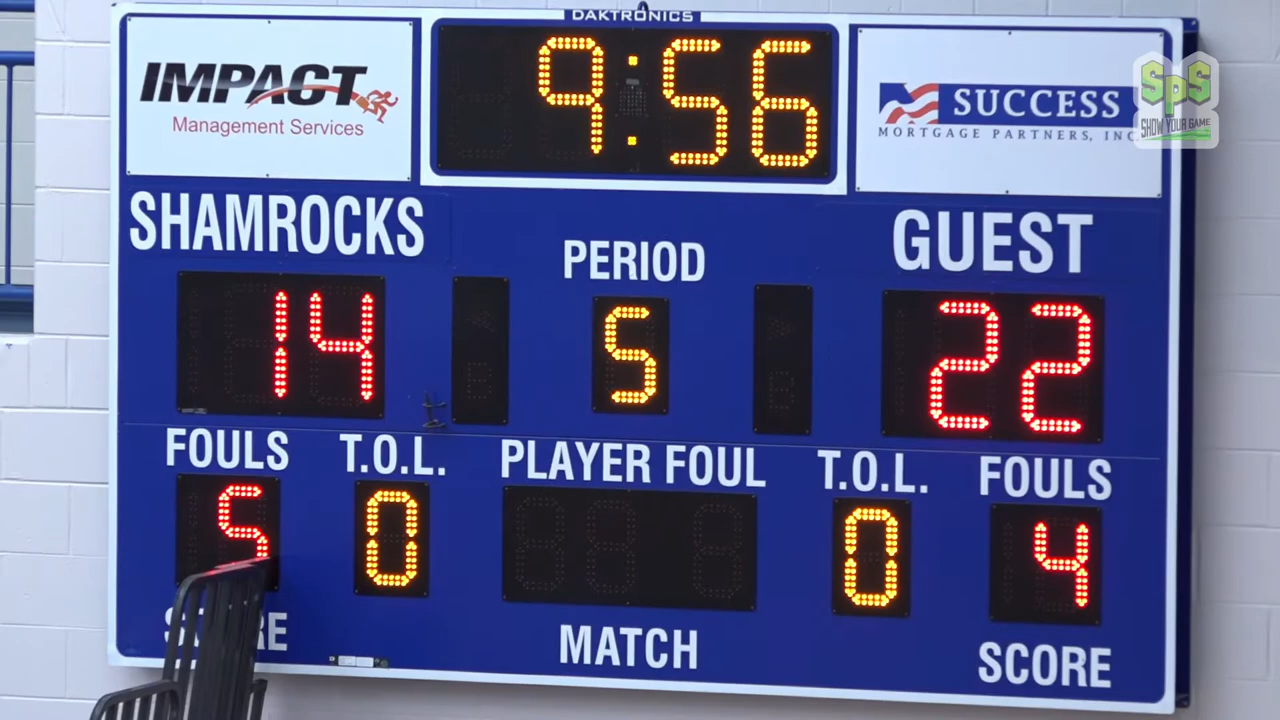 DAKTRONICS
IMPACT
Management Services
9:56
SUCCESS
MORTGAGE PARTNERS, INC
SpS
SHOW YOUR GAME
SHAMROCKS
PERIOD
GUEST
14
5
22
FOULS
T.O.L.
PLAYER FOUL
T.O.L.
FOULS
5
0
0
4
SCORE
MATCH
SCORE